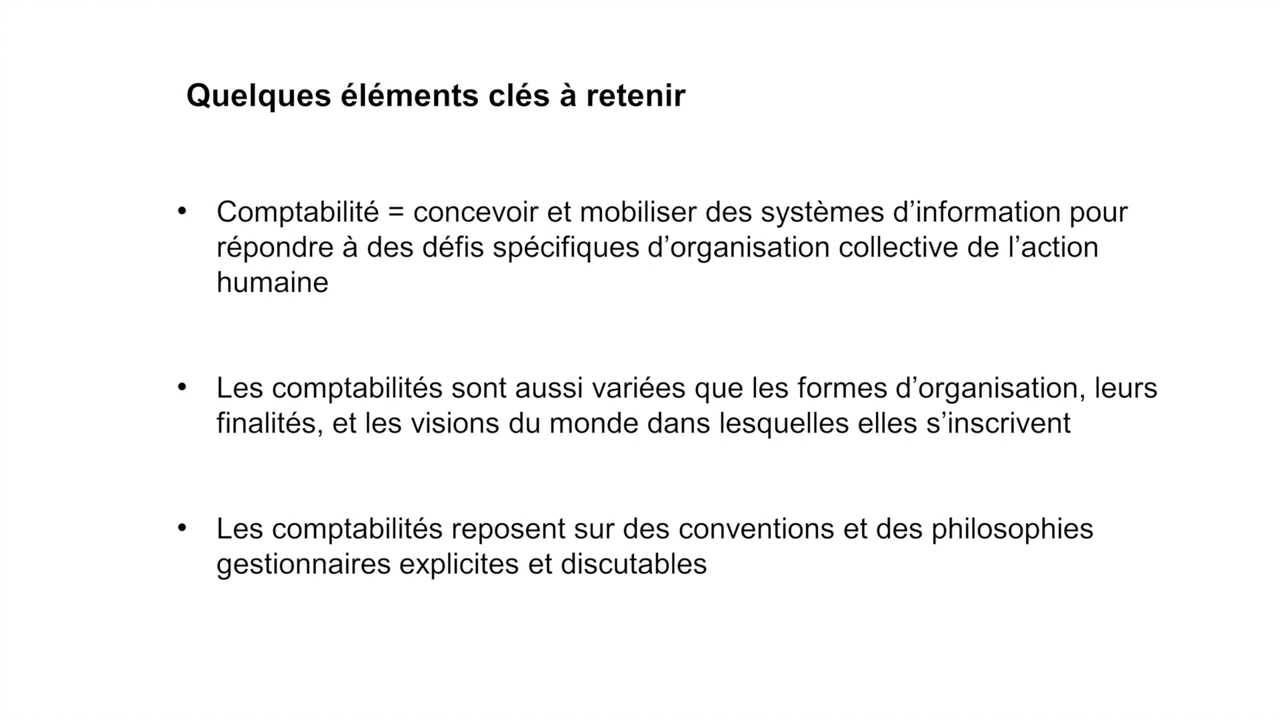 Quelques éléments clés à retenir
• Comptabilité = concevoir et mobiliser des systèmes d’information pour
répondre à des défis spécifiques d’organisation collective de l’action
humaine
• Les comptabilités sont aussi variées que les formes d’organisation, leurs
finalités, et les visions du monde dans lesquelles elles s’inscrivent
• Les comptabilités reposent sur des conventions et des philosophies
gestionnaires explicites et discutables